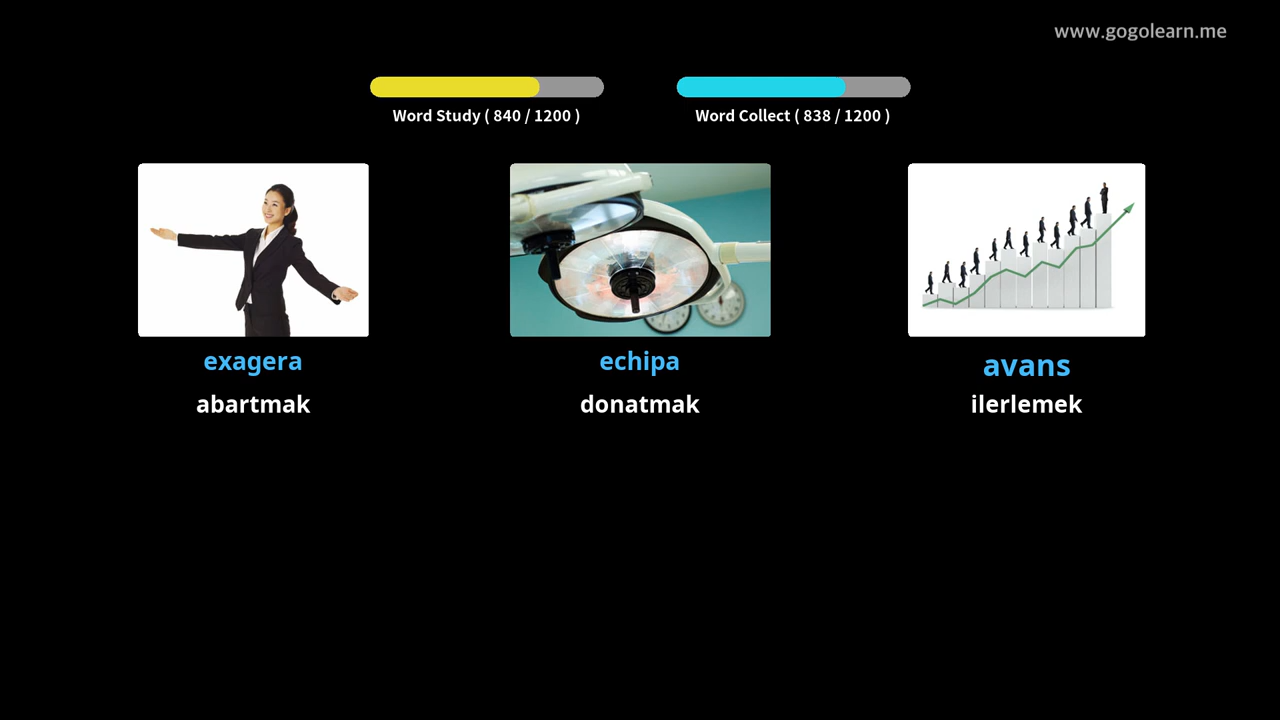 www.gogolearn.me
Word Study ( 840 / 1200 )
Word Collect ( 838 / 1200 )
exagera
echipa
avans
abartmak
donatmak
ilerlemek